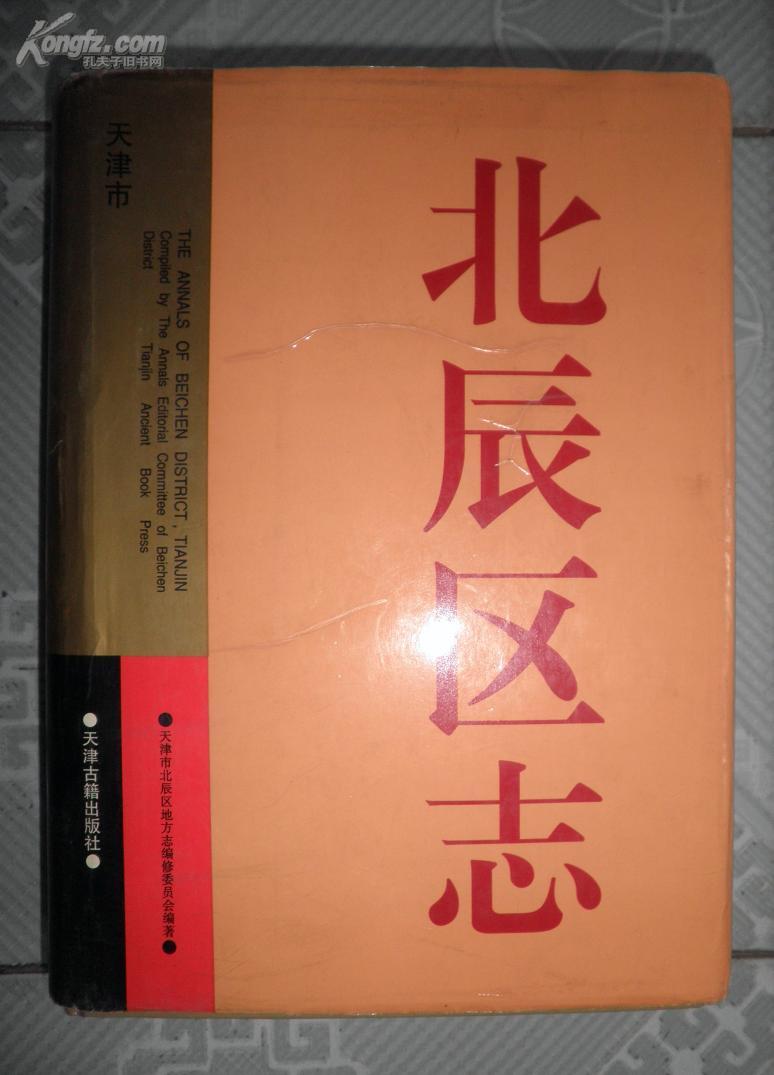 Kongfz.com
孔夫子旧书网
天津市
北辰区志
THE ANNALS OF BEICHEN DISTRICT, TIANJIN
Compiled by The Annals Editorial Committee of Beichen
District Tianjin Ancient Book Press
●天津市北辰区地方志编修委员会编著●
●天津古籍出版社●